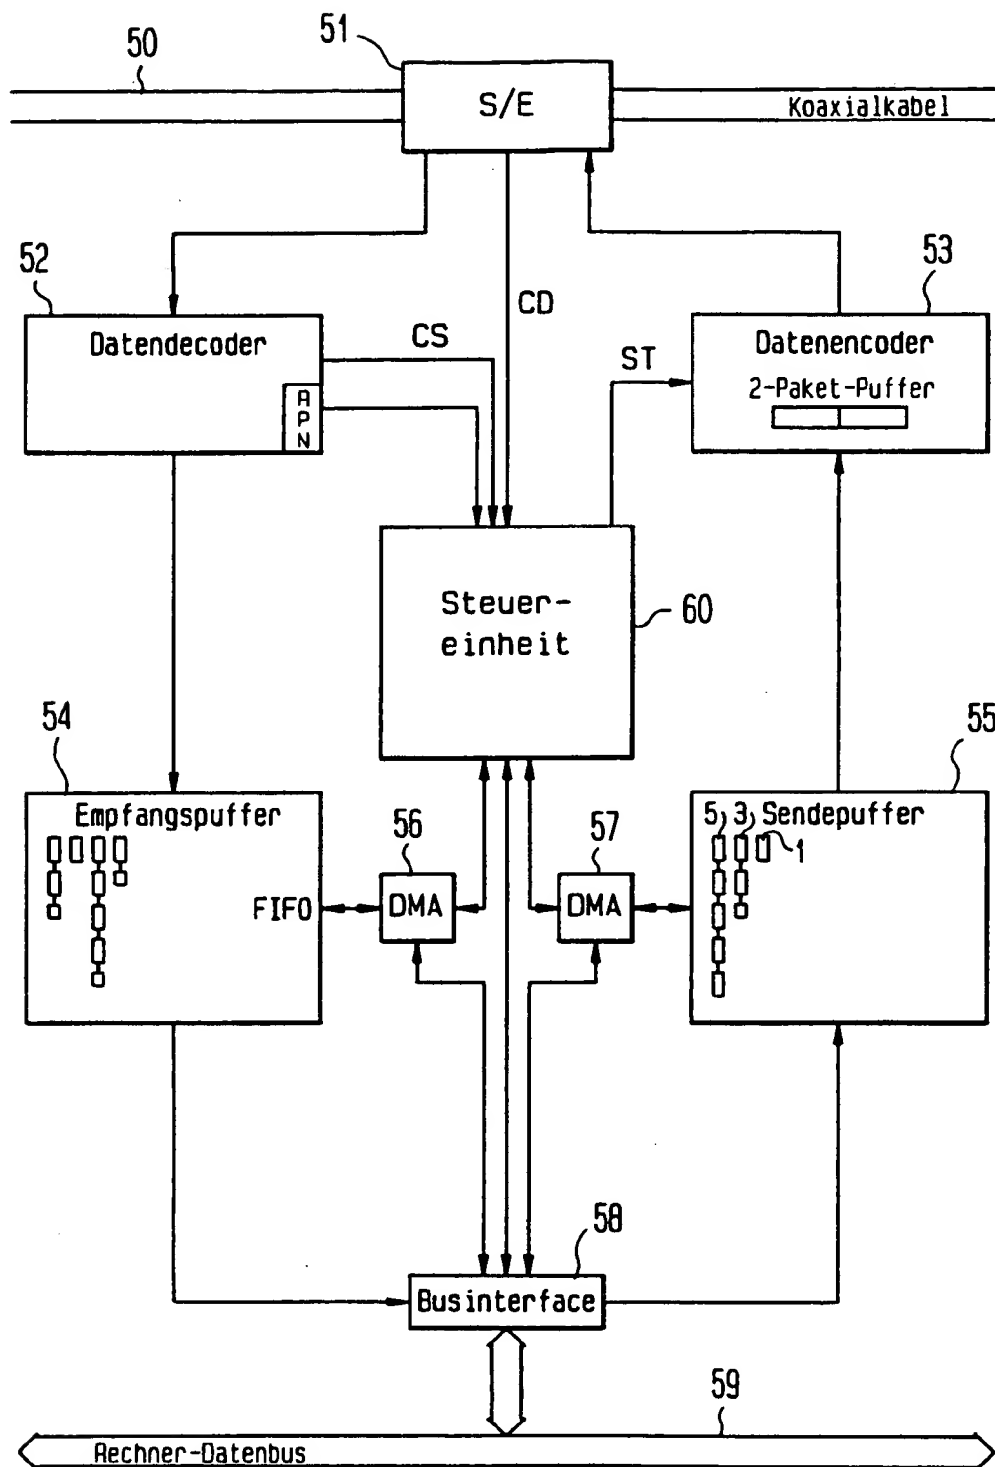 50
51
S/E
Koaxialkabel
52
53
CD
CS
ST
Datendecoder
A
P
N
Datenencoder
2-Paket-Puffer
Steuer-
einheit
60
54
55
Empfangspuffer
FIFO
56
DMA
57
DMA
5 3 Sendepuffer
1
58
Businterface
59
Rechner-Datenbus